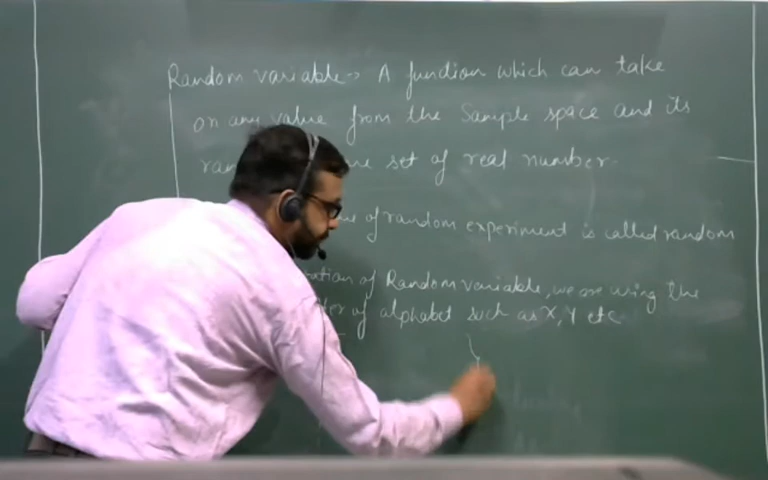 Random variable:-> A function which can take
on any value from the Sample space and its
set of real number.
of random experiment is called random
of Random variable, we are using the
of alphabet such as X, Y etc